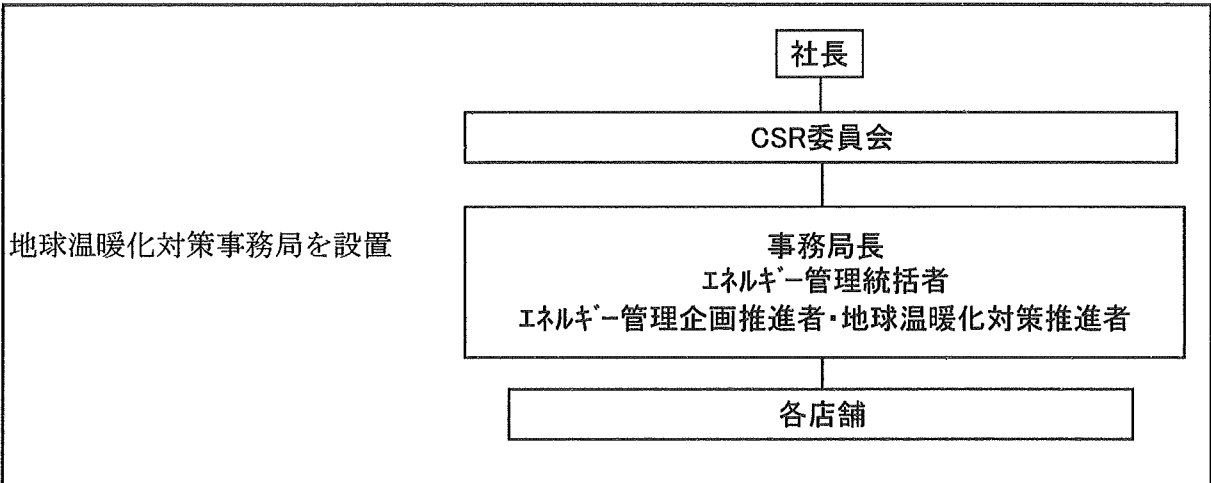 社長
CSR委員会
地球温暖化対策事務局を設置
事務局長
エネルギー管理統括者
エネルギー管理企画推進者・地球温暖化対策推進者
各店舗